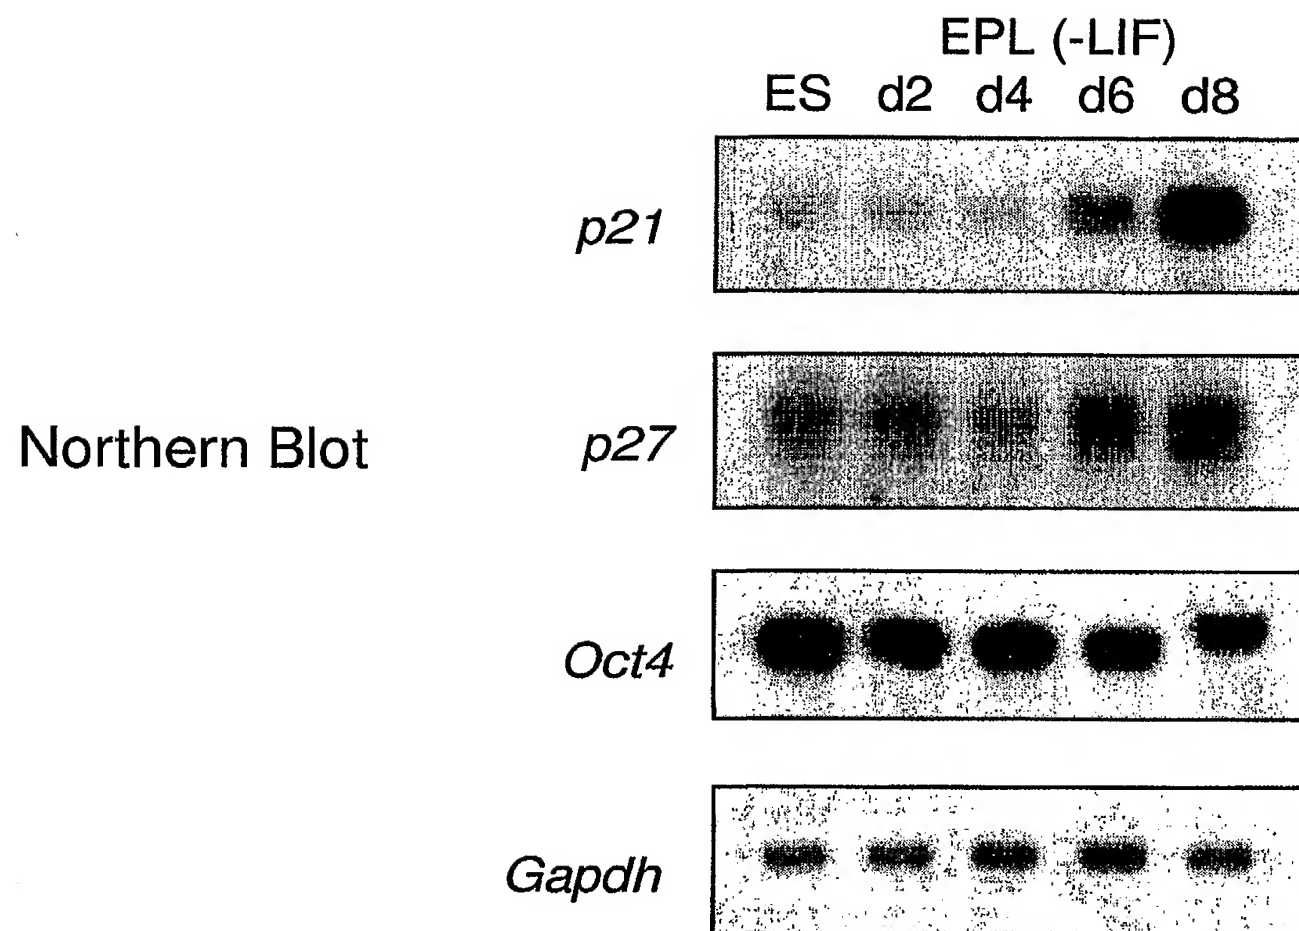 EPL (-LIF)
ES d2 d4 d6 d8
p21
Northern Blot
p27
Oct4
Gapdh